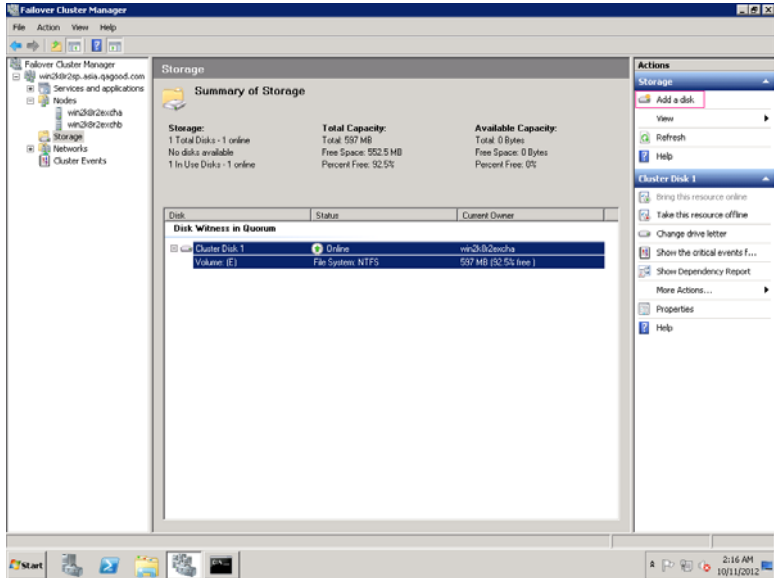 Failover Cluster Manager
File Action View Help
Failover Cluster Manager
win2k8r2sp.asia.qagood.com
Services and applications
Nodes
win2k8r2excha
win2k8r2exchb
Storage
Networks
Cluster Events
Storage
Summary of Storage
Storage:
1 Total Disks - 1 online
No disks available
1 In Use Disks - 1 online
Total Capacity:
Total: 597 MB
Free Space: 552.5 MB
Percent Free: 92.5%
Available Capacity:
Total: 0 Bytes
Free Space: 0 Bytes
Percent Free: 0%
Disk Status Current Owner
Disk Witness in Quorum
Cluster Disk 1 Online win2k8r2excha
Volume: (E) File System: NTFS 597 MB (92.5% free )
Actions
Storage
Add a disk
View
Refresh
Help
Cluster Disk 1
Bring this resource online
Take this resource offline
Change drive letter
Show the critical events f...
Show Dependency Report
More Actions...
Properties
Help
Start
2:16 AM
10/11/2012